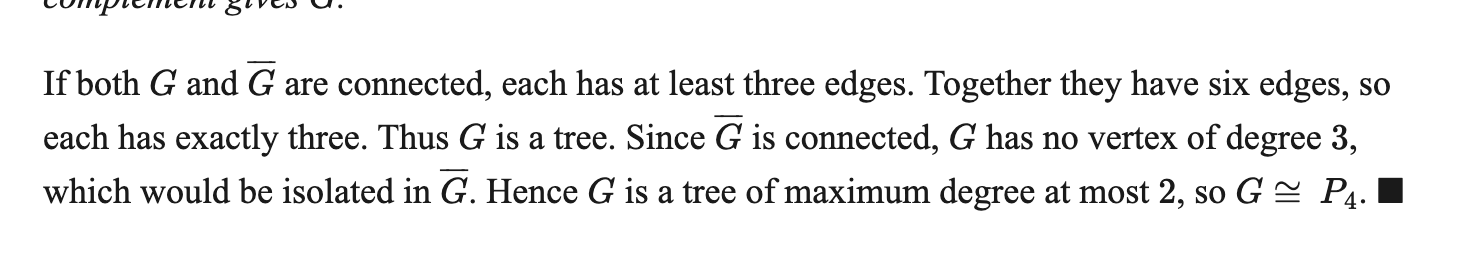 complement gives G.
If both G and G̅ are connected, each has at least three edges. Together they have six edges, so
each has exactly three. Thus G is a tree. Since G̅ is connected, G has no vertex of degree 3,
which would be isolated in G̅. Hence G is a tree of maximum degree at most 2, so G ≅ P₄. ■